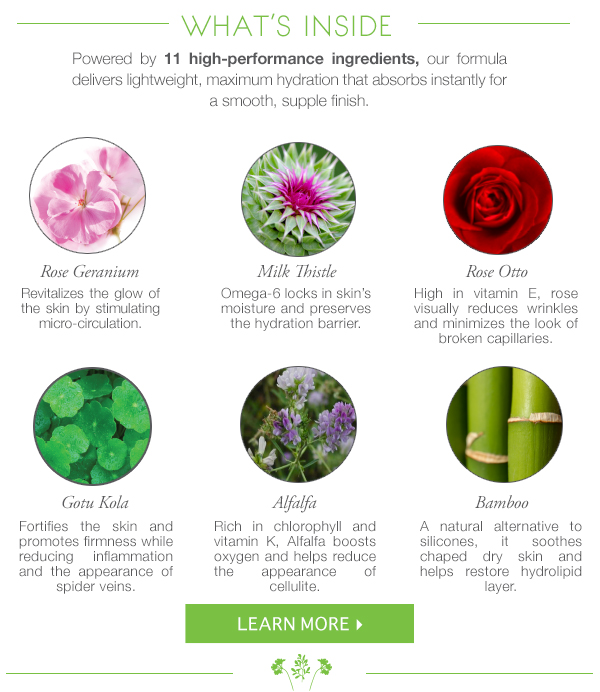 WHAT'S INSIDE
Powered by 11 high-performance ingredients, our formula
delivers lightweight, maximum hydration that absorbs instantly for
a smooth, supple finish.
Rose Geranium
Revitalizes the glow of
the skin by stimulating
micro-circulation.
Milk Thistle
Omega-6 locks in skin's
moisture and preserves
the hydration barrier.
Rose Otto
High in vitamin E, rose
visually reduces wrinkles
and minimizes the look of
broken capillaries.
Gotu Kola
Fortifies the skin and
promotes firmness while
reducing inflammation
and the appearance of
spider veins.
Alfalfa
Rich in chlorophyll and
vitamin K, Alfalfa boosts
oxygen and helps reduce
the appearance of
cellulite.
Bamboo
A natural alternative to
silicones, it soothes
chaped dry skin and
helps restore hydrolipid
layer.
LEARN MORE